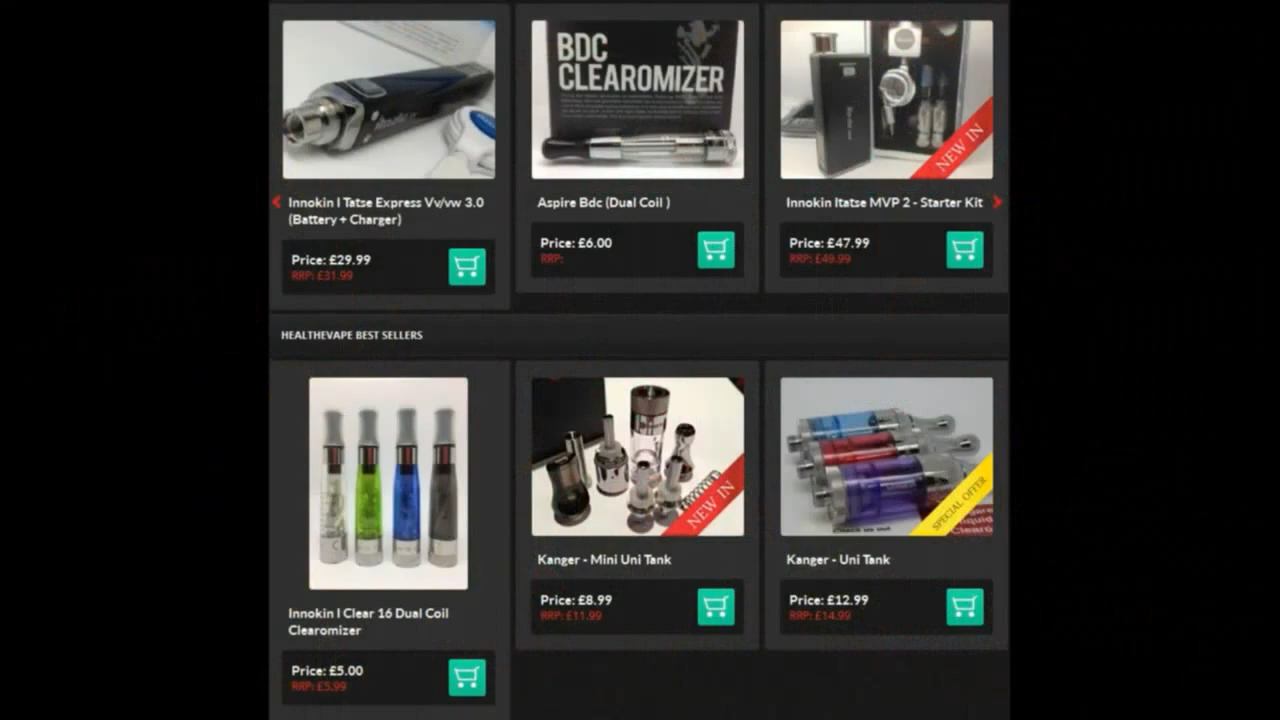 BDC
CLEAROMIZER
NEW IN
Innokin I Tatse Express Vv/vw 3.0
(Battery + Charger)
Aspire Bdc (Dual Coil )
Innokin Itatse MVP 2 - Starter Kit
Price: £29.99
RRP: £31.99
Price: £6.00
RRP:
Price: £47.99
RRP: £49.99
HEALTHEVAPE BEST SELLERS
NEW IN
SPECIAL OFFER
Kanger - Mini Uni Tank
Kanger - Uni Tank
Price: £8.99
RRP: £11.99
Price: £12.99
RRP: £14.99
Innokin I Clear 16 Dual Coil
Clearomizer
Price: £5.00
RRP: £5.99